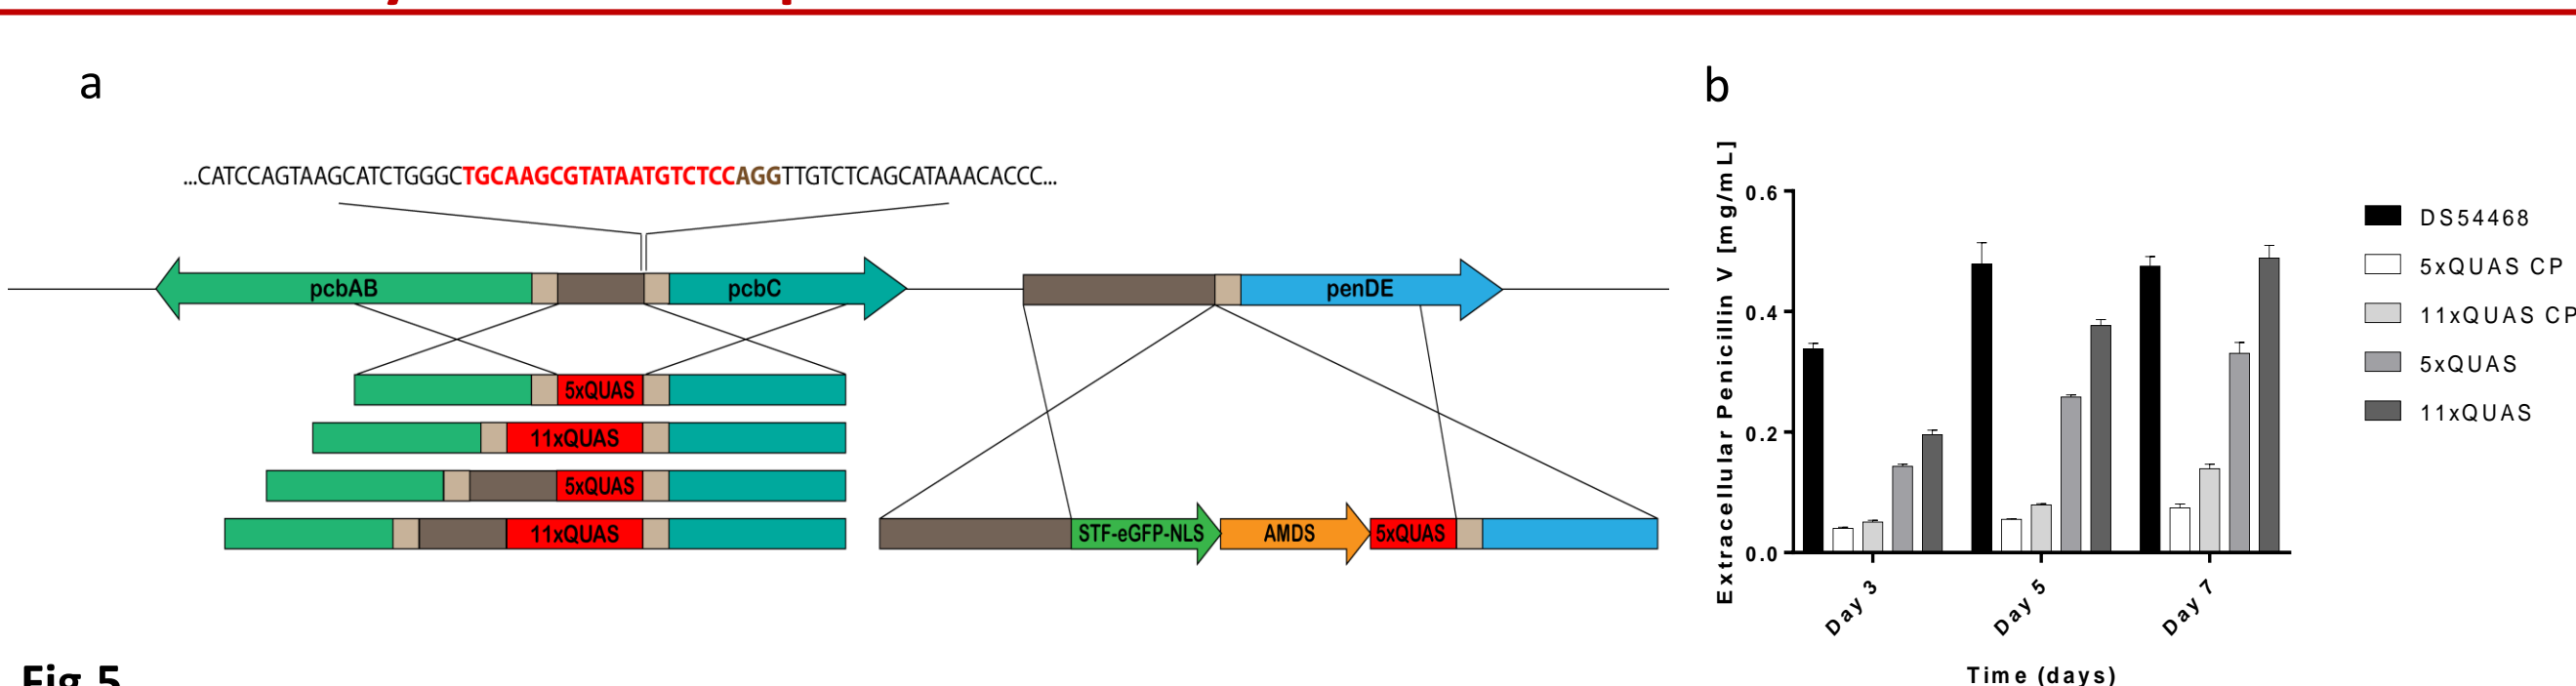 a
...CATCCAGTAAGCATCTGGGCTGCAAGCGTATAATGTCTCCAGGTTGTCTCAGCATAAACACCC...
pcbAB
pcbC
penDE
5xQUAS
11xQUAS
5xQUAS
11xQUAS
STF-eGFP-NLS
AMDS
5xQUAS
b
Extracellular Penicillin V [mg/mL]
0.6
0.4
0.2
0.0
Day 3
Day 5
Day 7
Time (days)
DS54468
5xQUAS CP
11xQUAS CP
5xQUAS
11xQUAS
Fig 5